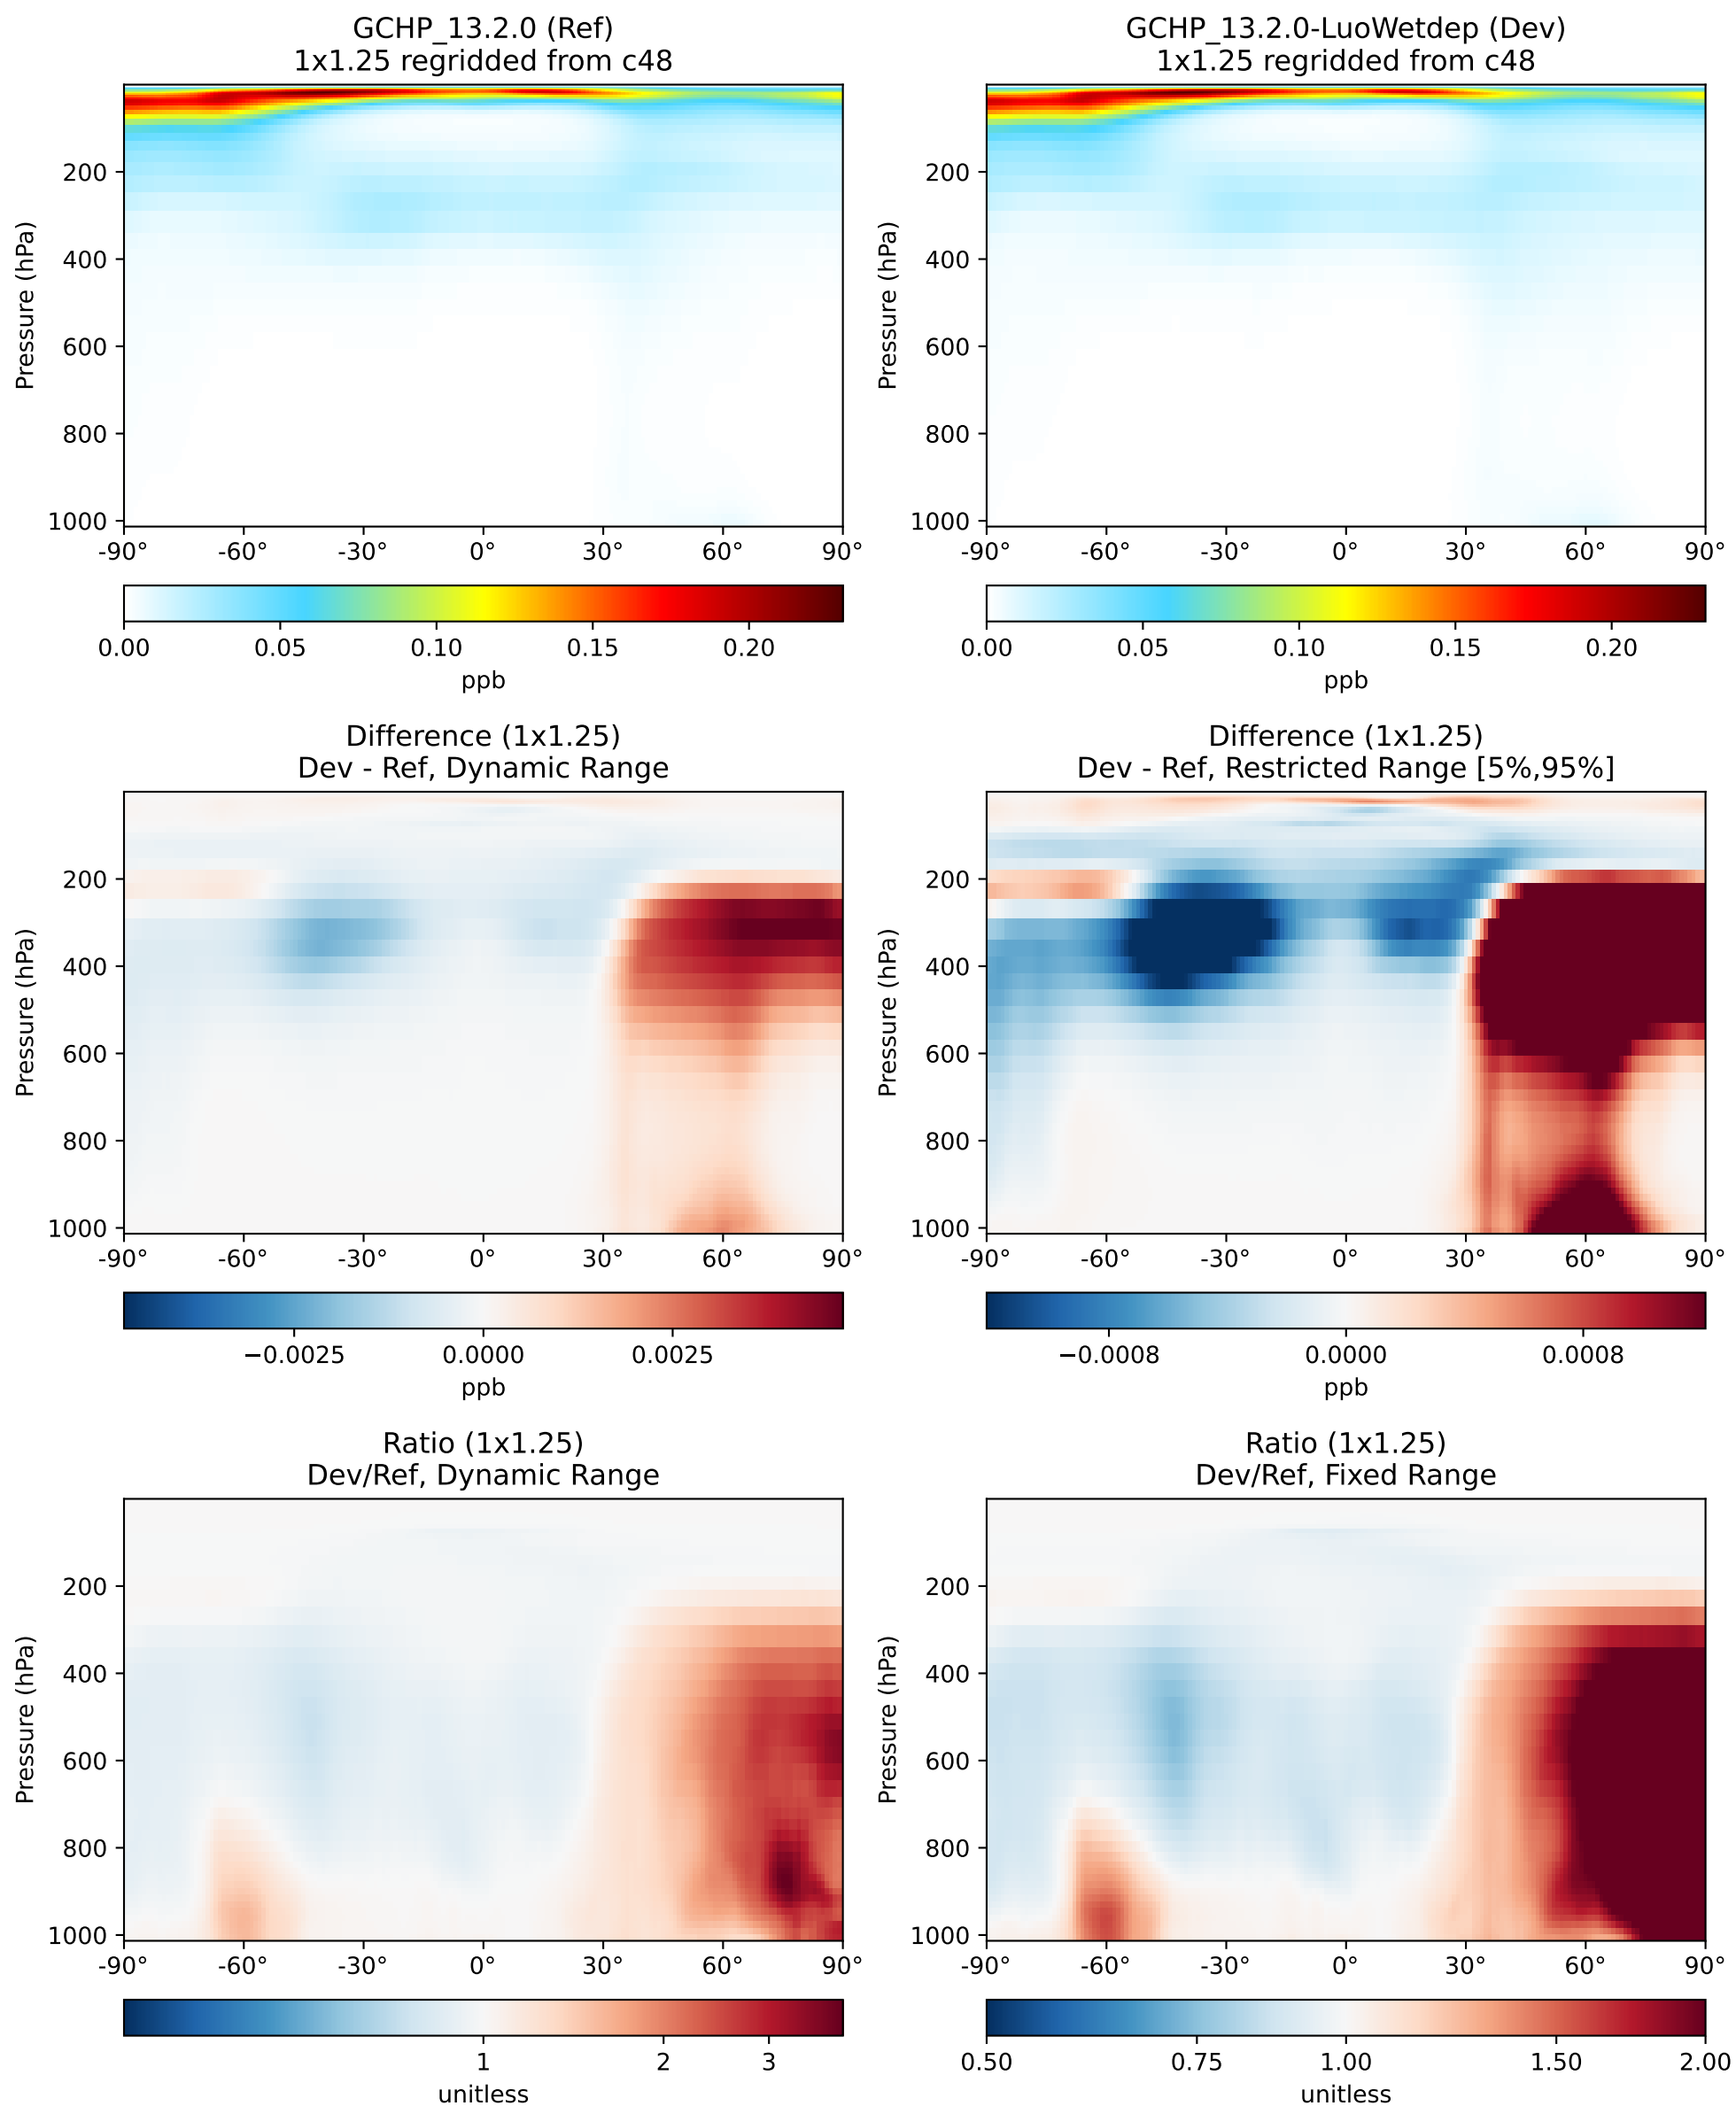 GCHP_13.2.0 (Ref)
1x1.25 regridded from c48
Pressure (hPa)
200
400
600
800
1000
-90° -60° -30° 0° 30° 60° 90°
0.00 0.05 0.10 0.15 0.20
ppb
GCHP_13.2.0-LuoWetdep (Dev)
1x1.25 regridded from c48
Pressure (hPa)
200
400
600
800
1000
-90° -60° -30° 0° 30° 60° 90°
0.00 0.05 0.10 0.15 0.20
ppb
Difference (1x1.25)
Dev - Ref, Dynamic Range
Pressure (hPa)
200
400
600
800
1000
-90° -60° -30° 0° 30° 60° 90°
−0.0025 0.0000 0.0025
ppb
Difference (1x1.25)
Dev - Ref, Restricted Range [5%,95%]
Pressure (hPa)
200
400
600
800
1000
-90° -60° -30° 0° 30° 60° 90°
−0.0008 0.0000 0.0008
ppb
Ratio (1x1.25)
Dev/Ref, Dynamic Range
Pressure (hPa)
200
400
600
800
1000
-90° -60° -30° 0° 30° 60° 90°
1 2 3
unitless
Ratio (1x1.25)
Dev/Ref, Fixed Range
Pressure (hPa)
200
400
600
800
1000
-90° -60° -30° 0° 30° 60° 90°
0.50 0.75 1.00 1.50 2.00
unitless